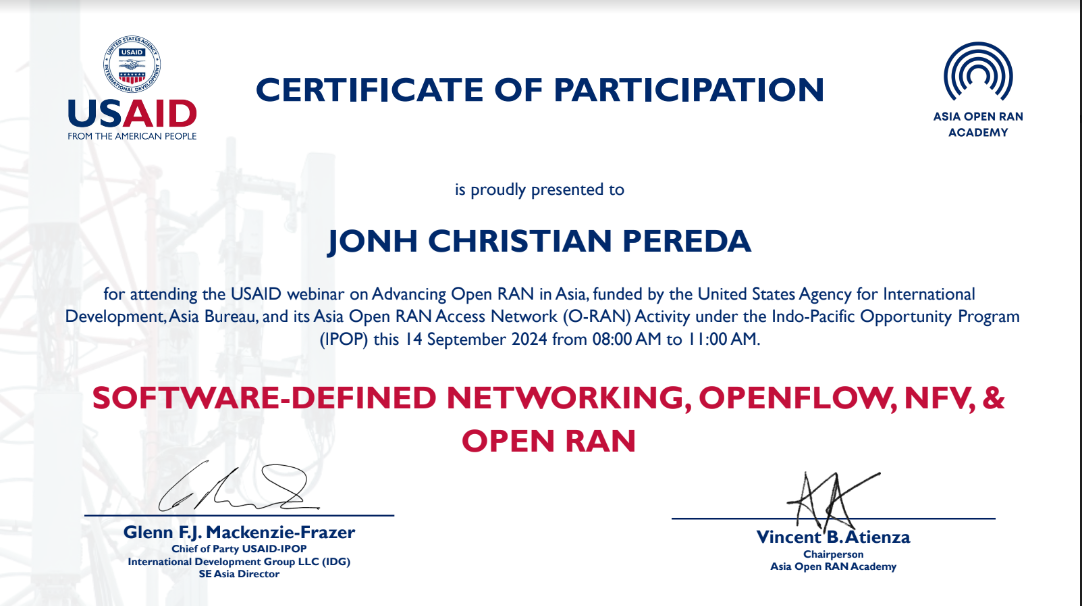 UNITED STATES AGENCY
USAID
INTERNATIONAL DEVELOPMENT
USAID
FROM THE AMERICAN PEOPLE
CERTIFICATE OF PARTICIPATION
ASIA OPEN RAN
ACADEMY
is proudly presented to
JONH CHRISTIAN PEREDA
for attending the USAID webinar on Advancing Open RAN in Asia, funded by the United States Agency for International
Development, Asia Bureau, and its Asia Open RAN Access Network (O-RAN) Activity under the Indo-Pacific Opportunity Program
(IPOP) this 14 September 2024 from 08:00 AM to 11:00 AM.
SOFTWARE-DEFINED NETWORKING, OPENFLOW, NFV, &
OPEN RAN
Glenn F.J. Mackenzie-Frazer
Chief of Party USAID-IPOP
International Development Group LLC (IDG)
SE Asia Director
Vincent B. Atienza
Chairperson
Asia Open RAN Academy